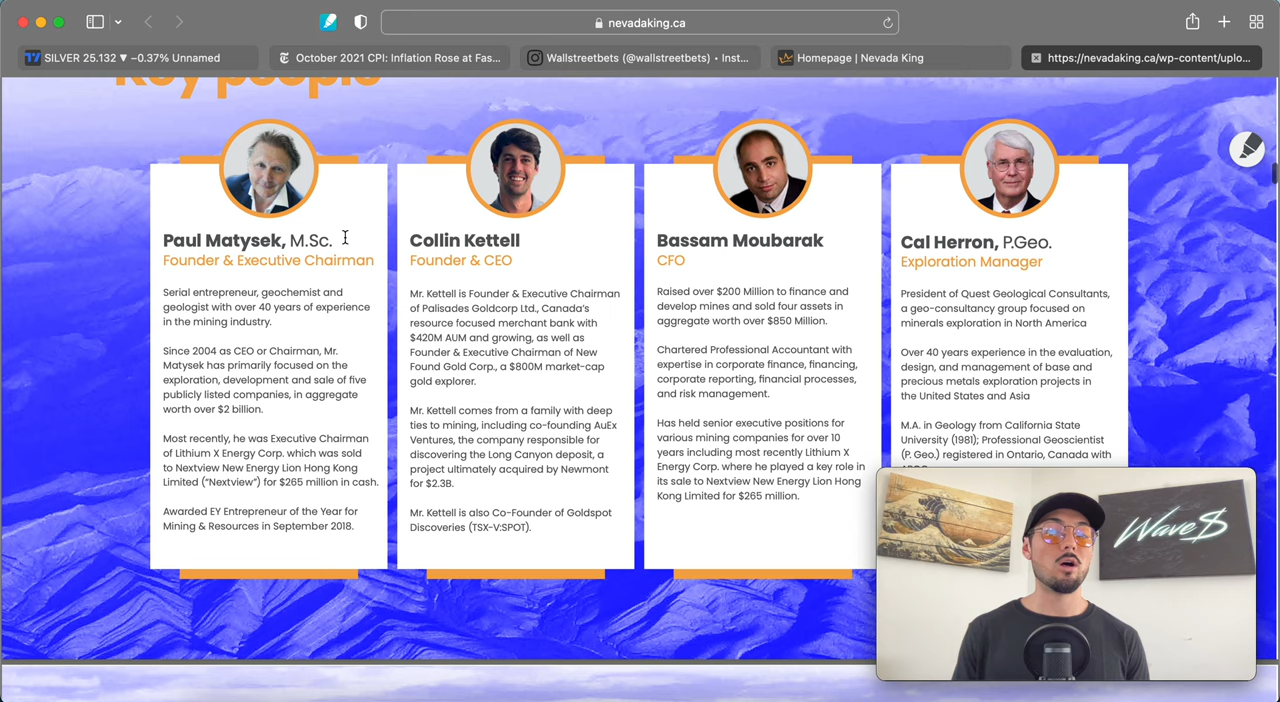 nevadaking.ca
SILVER 25.132 ▼ −0.37% Unnamed
October 2021 CPI: Inflation Rose at Fas...
Wallstreetbets (@wallstreetbets) • Inst...
Homepage | Nevada King
https://nevadaking.ca/wp-content/uplo...
Key people
Paul Matysek, M.Sc.
Founder & Executive Chairman
Serial entrepreneur, geochemist and
geologist with over 40 years of experience
in the mining industry.
Since 2004 as CEO or Chairman, Mr.
Matysek has primarily focused on the
exploration, development and sale of five
publicly listed companies, in aggregate
worth over $2 billion.
Most recently, he was Executive Chairman
of Lithium X Energy Corp. which was sold
to Nextview New Energy Lion Hong Kong
Limited (“Nextview”) for $265 million in cash.
Awarded EY Entrepreneur of the Year for
Mining & Resources in September 2018.
Collin Kettell
Founder & CEO
Mr. Kettell is Founder & Executive Chairman
of Palisades Goldcorp Ltd., Canada’s
resource focused merchant bank with
$420M AUM and growing, as well as
Founder & Executive Chairman of New
Found Gold Corp., a $800M market-cap
gold explorer.
Mr. Kettell comes from a family with deep
ties to mining, including co-founding AuEx
Ventures, the company responsible for
discovering the Long Canyon deposit, a
project ultimately acquired by Newmont
for $2.3B.
Mr. Kettell is also Co-Founder of Goldspot
Discoveries (TSX-V:SPOT).
Bassam Moubarak
CFO
Raised over $200 Million to finance and
develop mines and sold four assets in
aggregate worth over $850 Million.
Chartered Professional Accountant with
expertise in corporate finance, financing,
corporate reporting, financial processes,
and risk management.
Has held senior executive positions for
various mining companies for over 10
years including most recently Lithium X
Energy Corp. where he played a key role in
its sale to Nextview New Energy Lion Hong
Kong Limited for $265 million.
Cal Herron, P.Geo.
Exploration Manager
President of Quest Geological Consultants,
a geo-consultancy group focused on
minerals exploration in North America
Over 40 years experience in the evaluation,
design, and management of base and
precious metals exploration projects in
the United States and Asia
M.A. in Geology from California State
University (1981); Professional Geoscientist
(P. Geo.) registered in Ontario, Canada with
Wave$